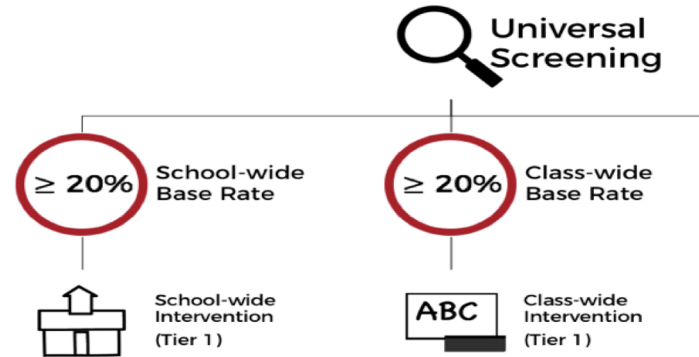 Universal
Screening
≥ 20%
School-wide
Base Rate
≥ 20%
Class-wide
Base Rate
School-wide
Intervention
(Tier 1)
ABC
Class-wide
Intervention
(Tier 1)